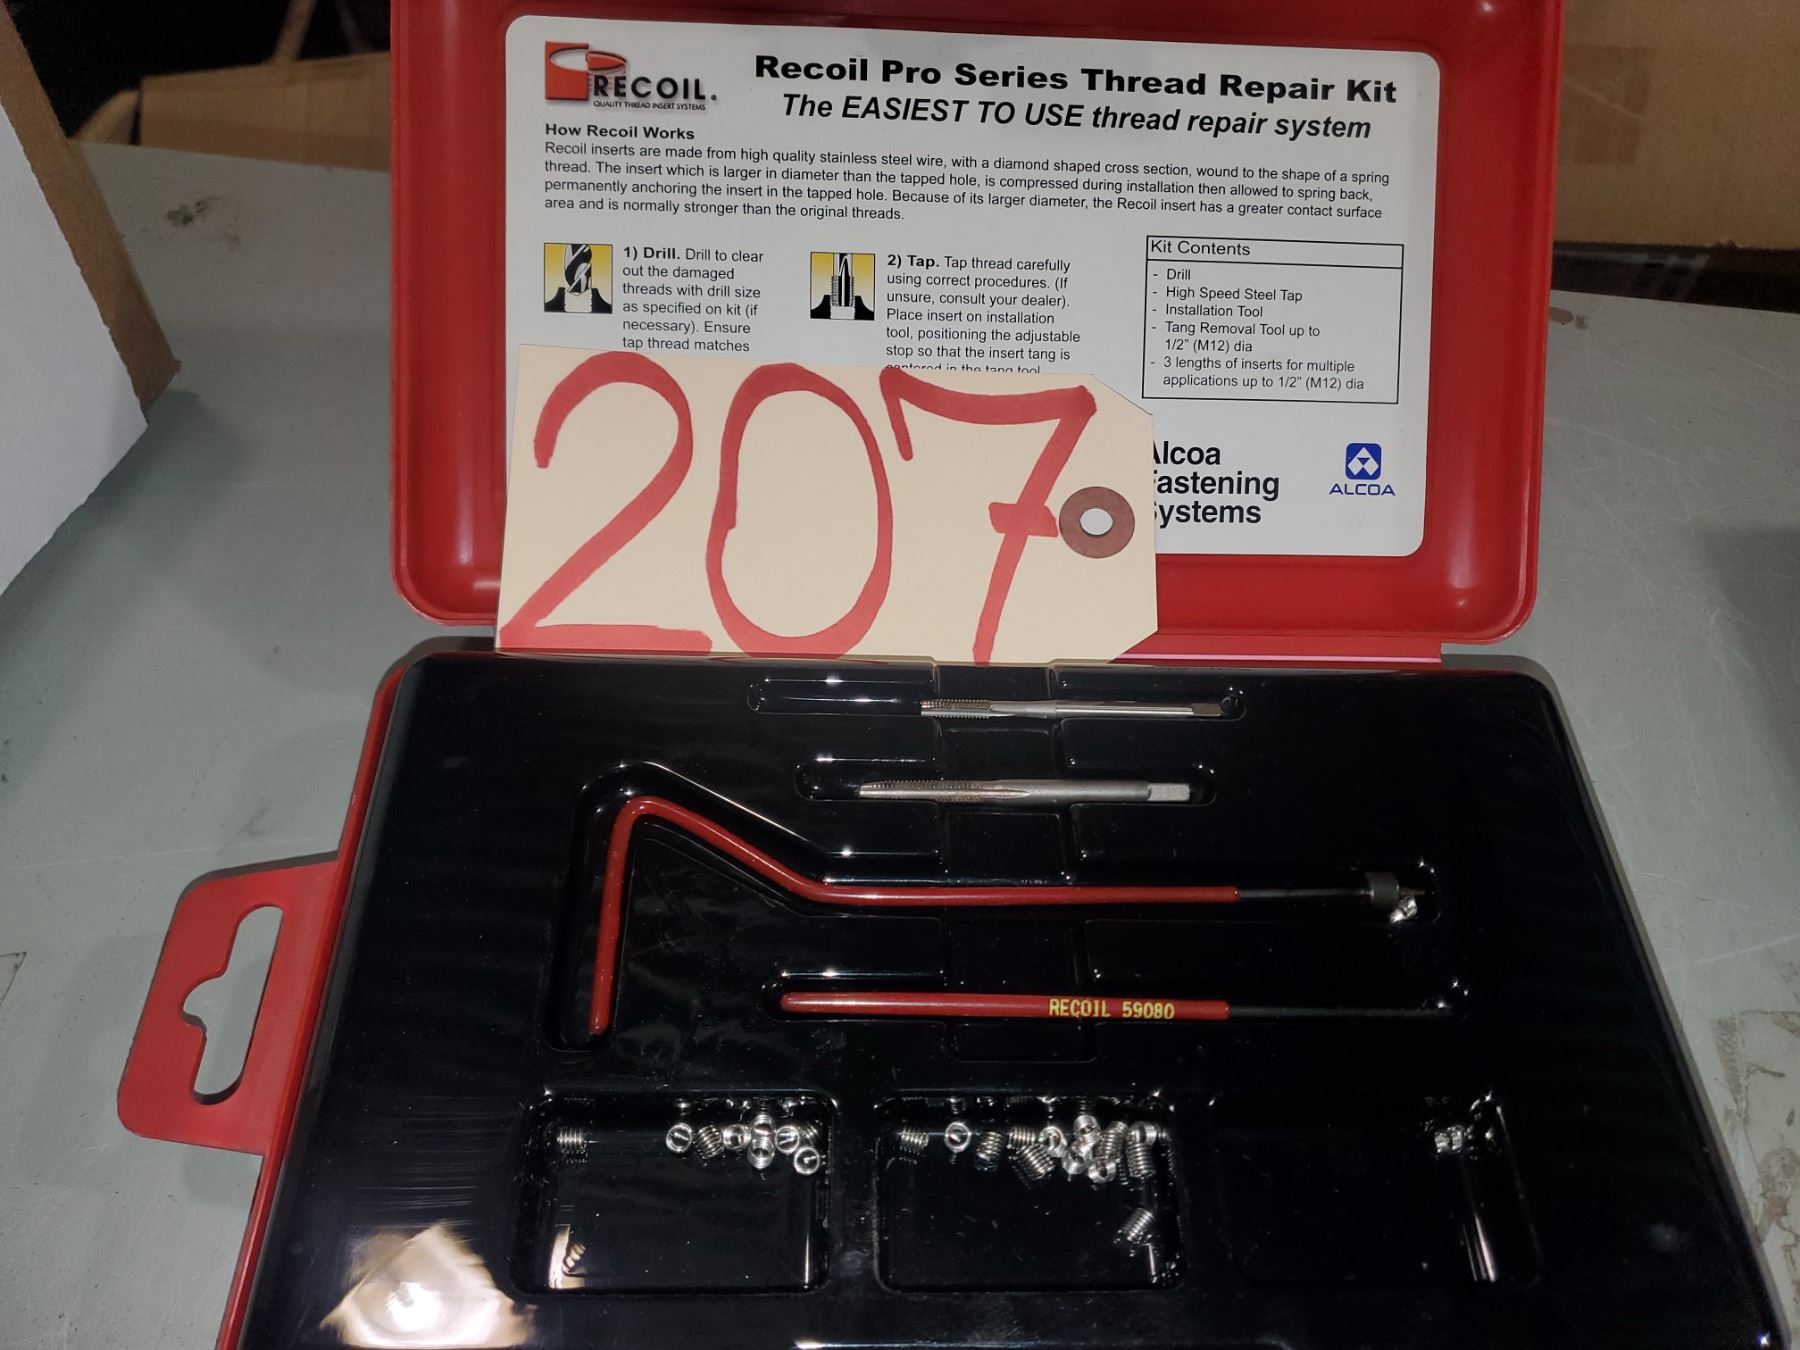 RECOIL.
QUALITY THREAD INSERT SYSTEMS
Recoil Pro Series Thread Repair Kit
The EASIEST TO USE thread repair system
How Recoil Works
Recoil inserts are made from high quality stainless steel wire, with a diamond shaped cross section, wound to the shape of a spring
thread. The insert which is larger in diameter than the tapped hole, is compressed during installation then allowed to spring back,
permanently anchoring the insert in the tapped hole. Because of its larger diameter, the Recoil insert has a greater contact surface
area and is normally stronger than the original threads.
1) Drill. Drill to clear
out the damaged
threads with drill size
as specified on kit (if
necessary). Ensure
tap thread matches
2) Tap. Tap thread carefully
using correct procedures. (If
unsure, consult your dealer).
Place insert on installation
tool, positioning the adjustable
stop so that the insert tang is
centered in the tang tool
Kit Contents
- Drill
- High Speed Steel Tap
- Installation Tool
- Tang Removal Tool up to
1/2" (M12) dia
- 3 lengths of inserts for multiple
applications up to 1/2" (M12) dia
Alcoa
Fastening
Systems
ALCOA
207
RECOIL 59080